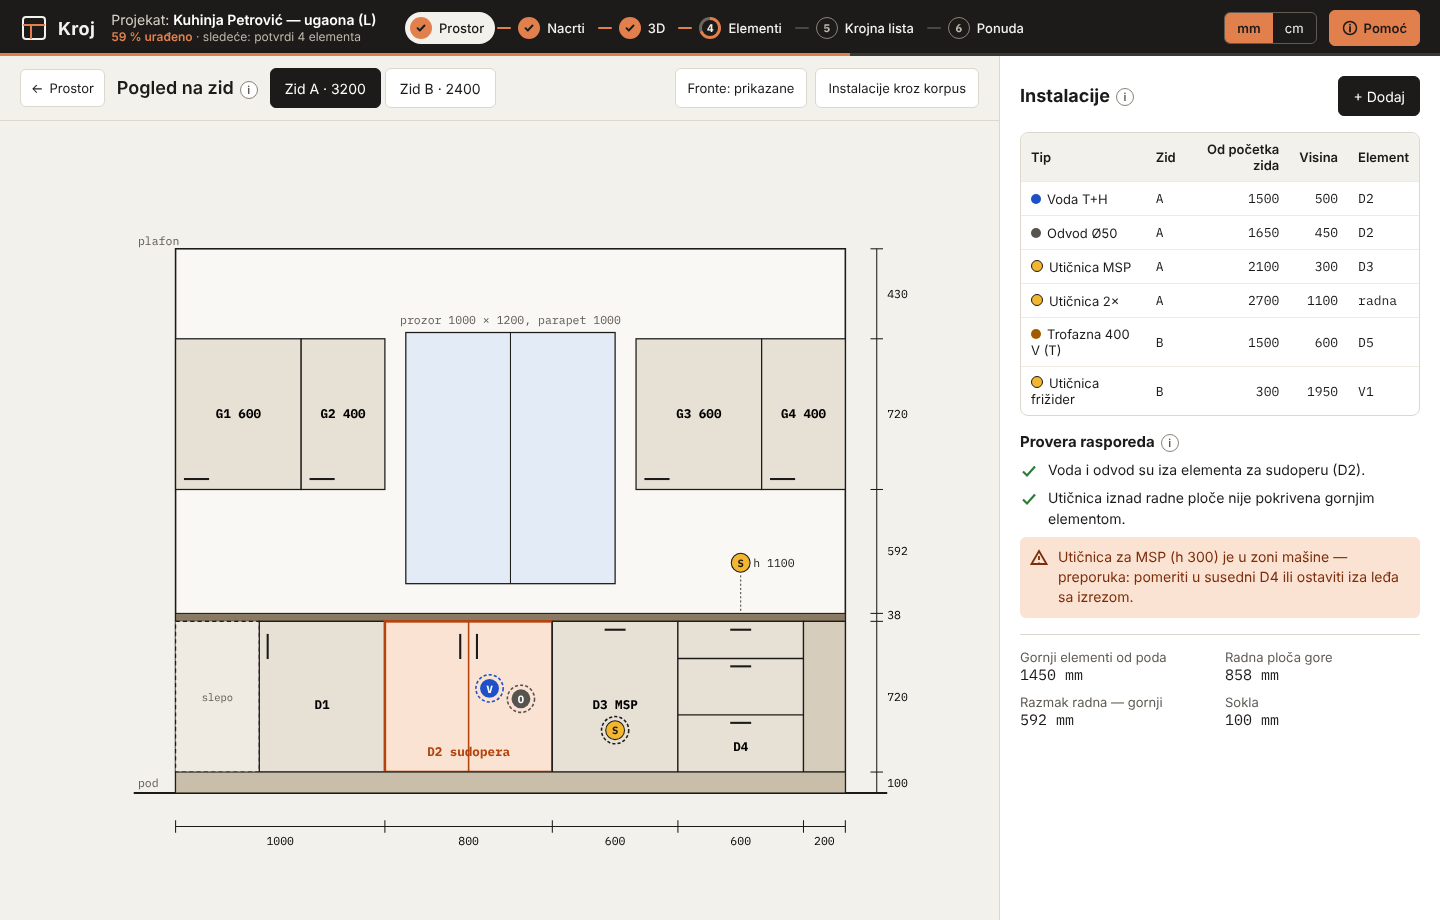 Kroj
Projekat: Kuhinja Petrović — ugaona (L)
59 % urađeno · sledeće: potvrdi 4 elementa
Prostor
Nacrti
3D
4 Elementi
5 Krojna lista
6 Ponuda
mm
cm
Pomoć
← Prostor
Pogled na zid i
Zid A · 3200
Zid B · 2400
Fronte: prikazane
Instalacije kroz korpus
plafon
prozor 1000 × 1200, parapet 1000
G1 600
G2 400
G3 600
G4 400
S h 1100
slepo
D1
V
O
D2 sudopera
D3 MSP
S
D4
pod
430
720
592
38
720
100
1000
800
600
600
200
Instalacije i
+ Dodaj
Tip Zid Od početka zida Visina Element
Voda T+H A 1500 500 D2
Odvod Ø50 A 1650 450 D2
Utičnica MSP A 2100 300 D3
Utičnica 2× A 2700 1100 radna
Trofazna 400 V (T) B 1500 600 D5
Utičnica frižider B 300 1950 V1
Provera rasporeda i
Voda i odvod su iza elementa za sudoperu (D2).
Utičnica iznad radne ploče nije pokrivena gornjim
elementom.
Utičnica za MSP (h 300) je u zoni mašine —
preporuka: pomeriti u susedni D4 ili ostaviti iza leđa
sa izrezom.
Gornji elementi od poda
1450 mm
Radna ploča gore
858 mm
Razmak radna — gornji
592 mm
Sokla
100 mm